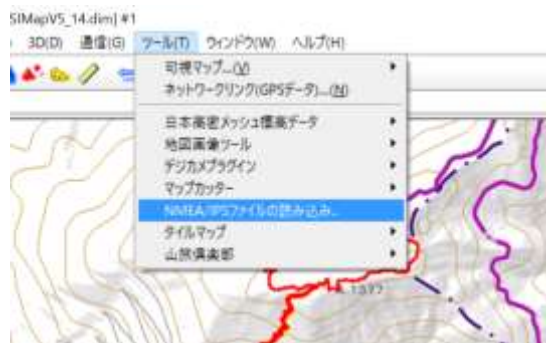 SIMapV5_14.dim] #1
3D(D) 通信(G) ツール(T) ウィンドウ(W) ヘルプ(H)
可視マップ...(V)
ネットワークリンク(GPSデータ)...(N)
日本高密メッシュ標高データ
地図画像ツール
デジカメプラグイン
マップカッター
NMEA/IPSファイルの読み込み...
タイルマップ
山旅倶楽部
1377